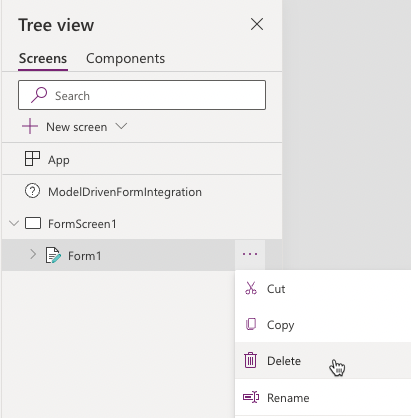 Tree view
Screens Components
Search
New screen
App
ModelDrivenFormIntegration
FormScreen1
Form1 ...
Cut
Copy
Delete
Rename